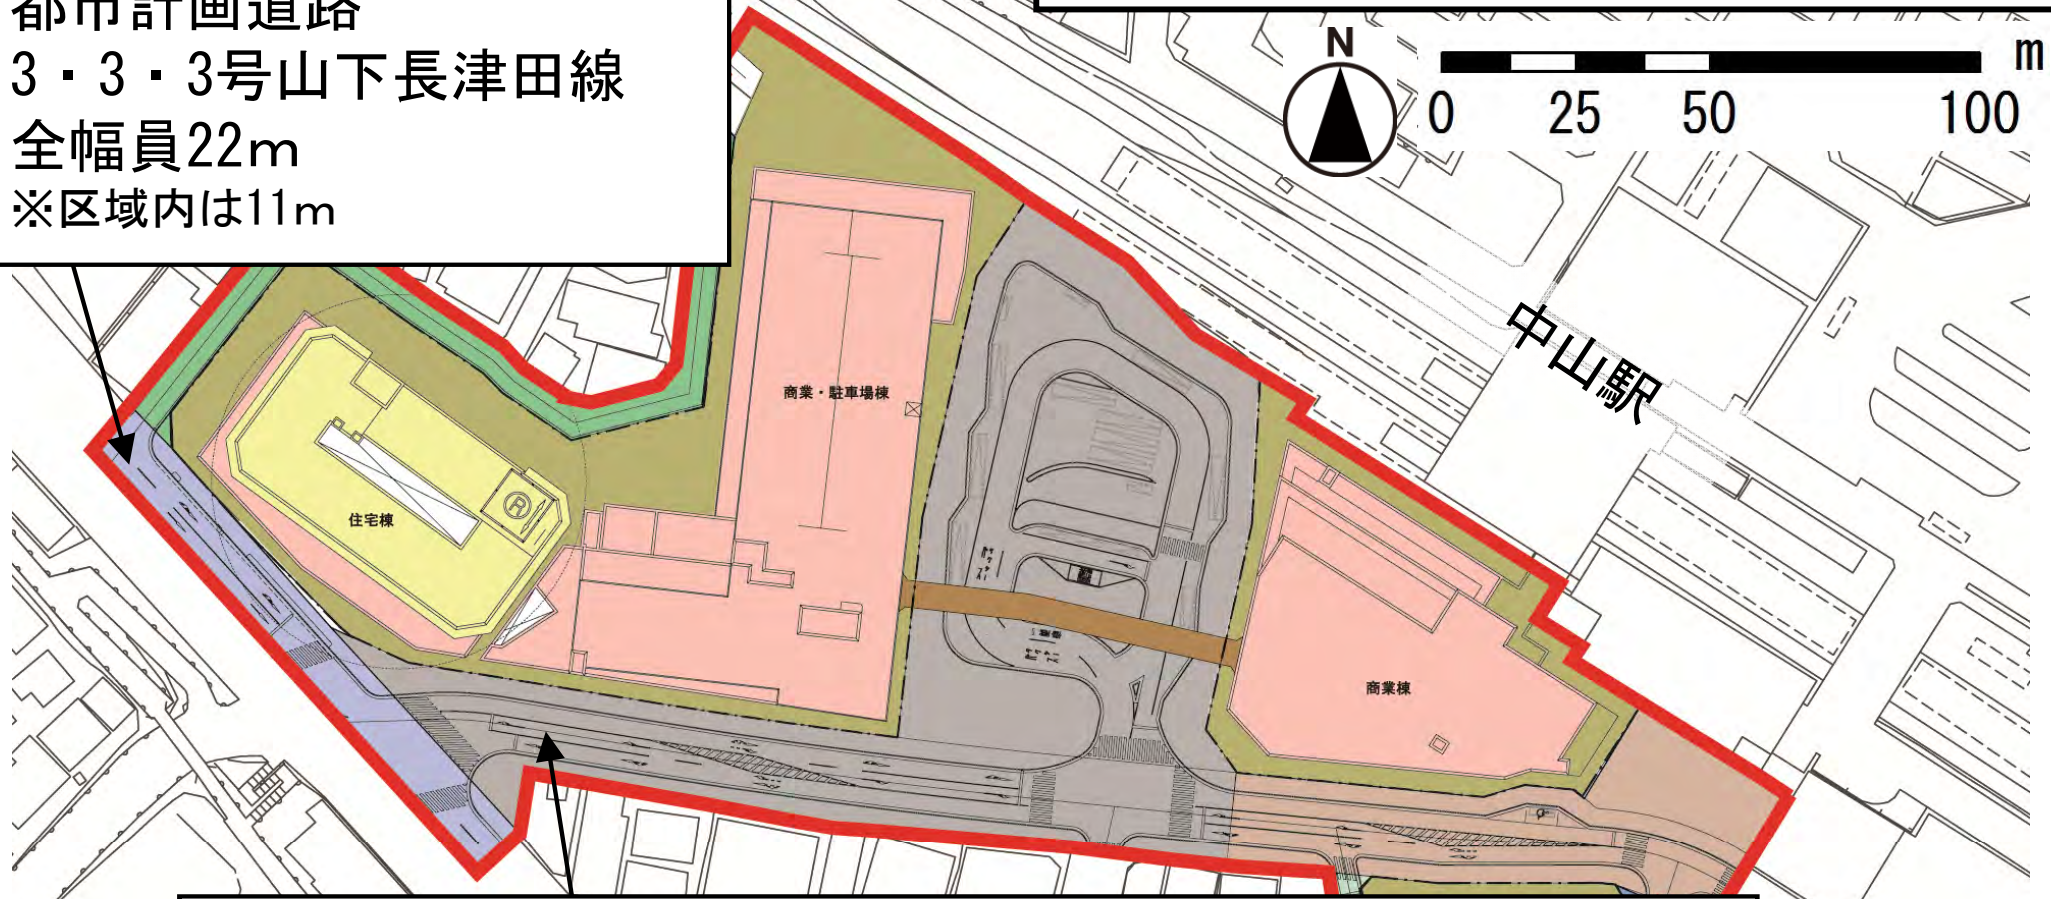 都市計画道路
3・3・3号山下長津田線
全幅員22m
※区域内は11m
N
m
0 25 50 100
中山駅
商業・駐車場棟
住宅棟
R
商業棟